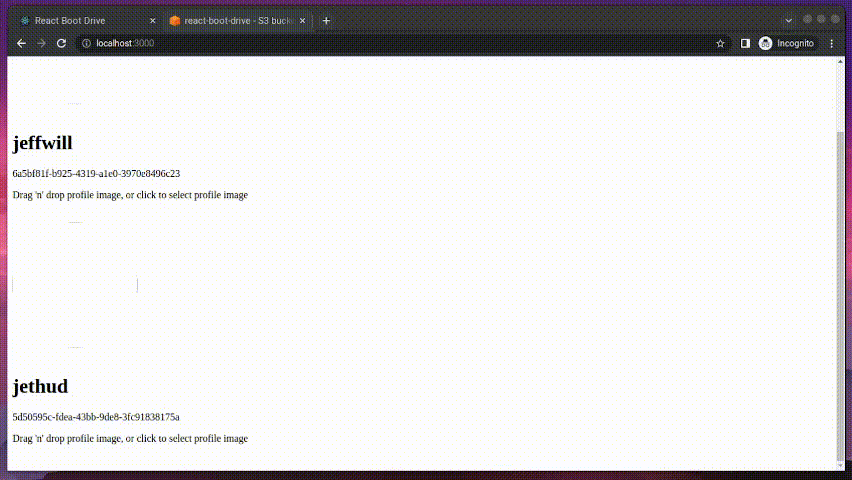 React Boot Drive
react-boot-drive - S3 bucke
localhost:3000
Incognito
jeffwill
6a5bf81f-b925-4319-a1e0-3970e8496c23
Drag 'n' drop profile image, or click to select profile image
jethud
5d50595c-fdea-43bb-9de8-3fc91838175a
Drag 'n' drop profile image, or click to select profile image